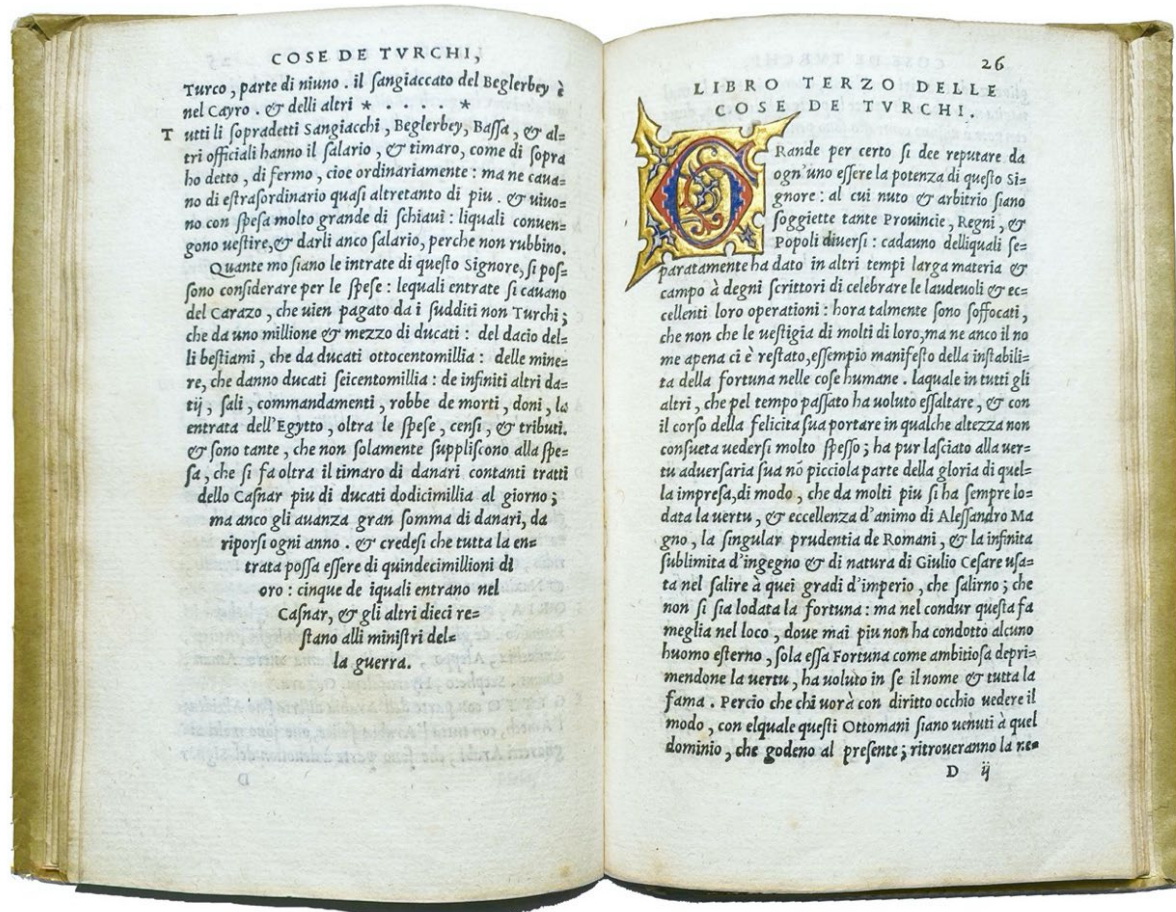 COSE DE TVRCHI,
Turco, parte di niuno. il sangiaccato del Beglerbey è
nel Cayro. & delli altri * . . . . *
T utti li sopradetti Sangiacchi, Beglerbey, Bassa, & al=
tri officiali hanno il salario, & timaro, come di sopra
ho detto, di fermo, cioe ordinariamente: ma ne caua=
no di estraordinario quasi altretanto di piu. & uiuo=
no con spesa molto grande di schiaui: liquali conuen=
gono uestire, & darli anco salario, perche non rubbino.
Quante mo siano le intrate di questo Signore, si pos=
sono considerare per le spese: lequali entrate si cauano
del Carazo, che uien pagato da i sudditi non Turchi;
che da uno millione & mezzo di ducati: del dacio del=
li bestiami, che da ducati ottocentomillia: delle mine=
re, che danno ducati seicentomillia: de infiniti altri da=
tij, sali, commandamenti, robbe de morti, doni, la
entrata dell'Egytto, oltra le spese, censi, & tributi.
& sono tante, che non solamente suppliscono alla spe=
sa, che si fa oltra il timaro di danari contanti tratti
dello Casnar piu di ducati dodicimillia al giorno;
ma anco gli auanza gran somma di danari, da
riporsi ogni anno. & credesi che tutta la en=
trata possa essere di quindecimillioni di
oro: cinque de iquali entrano nel
Casnar, & gli altri dieci re=
stano alli ministri del=
la guerra.
26
LIBRO TERZO DELLE
COSE DE TVRCHI.
G Rande per certo si dee reputare da
ogn'uno essere la potenza di questo Si=
gnore: al cui nuto & arbitrio siano
soggiette tante Prouincie, Regni, &
Popoli diuersi: cadauno delliquali se=
paratamente ha dato in altri tempi larga materia &
campo à degni scrittori di celebrare le laudeuoli & ec=
cellenti loro operationi: hora talmente sono soffocati,
che non che le uestigia di molti di loro, ma ne anco il no
me apena ci è restato, essempio manifesto della instabili=
ta della fortuna nelle cose humane. laquale in tutti gli
altri, che pel tempo passato ha uoluto essaltare, & con
il corso della felicita sua portare in qualche altezza non
consueta uedersi molto spesso; ha pur lasciato alla uer=
tu aduersaria sua nõ picciola parte della gloria di quel=
la impresa, di modo, che da molti piu si ha sempre lo=
data la uertu, & eccellenza d'animo di Alessandro Ma
gno, la singular prudentia de Romani, & la infinita
sublimita d'ingegno & di natura di Giulio Cesare usa=
ta nel salire à quei gradi d'imperio, che salirno; che
non si sia lodata la fortuna: ma nel condur questa fa
meglia nel loco, doue mai piu non ha condotto alcuno
huomo esterno, sola essa Fortuna come ambitiosa depri=
mendone la uertu, ha uoluto in se il nome & tutta la
fama. Percio che chi uorà con diritto occhio uedere il
modo, con elquale questi Ottomani siano uenuti à quel
dominio, che godeno al presente; ritroueranno la ne=
D ij